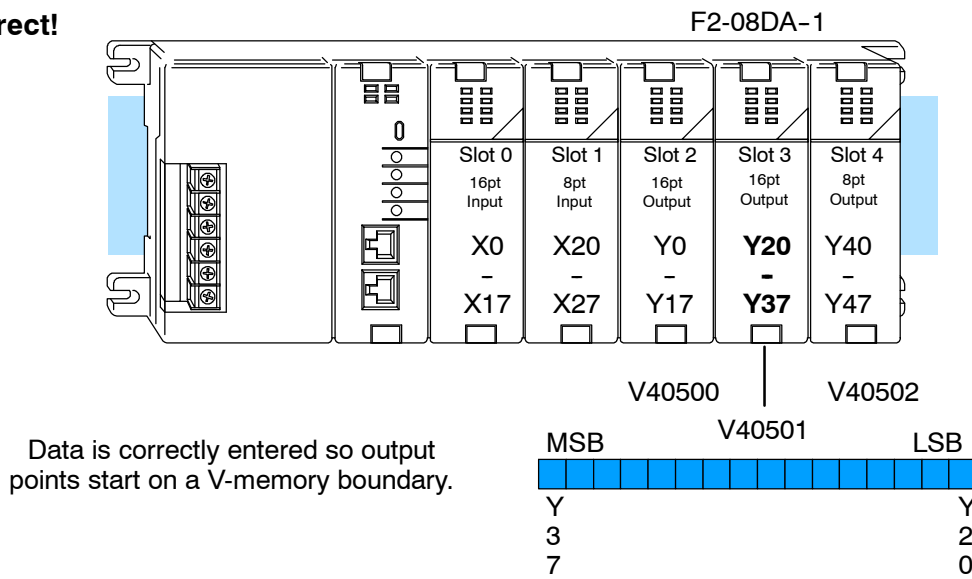 rect!
F2-08DA-1
Slot 0
16pt
Input
X0
-
X17
Slot 1
8pt
Input
X20
-
X27
Slot 2
16pt
Output
Y0
-
Y17
Slot 3
16pt
Output
Y20
-
Y37
Slot 4
8pt
Output
Y40
-
Y47
V40500
V40502
V40501
MSB
LSB
Data is correctly entered so output
points start on a V-memory boundary.
Y
3
7
Y
2
0